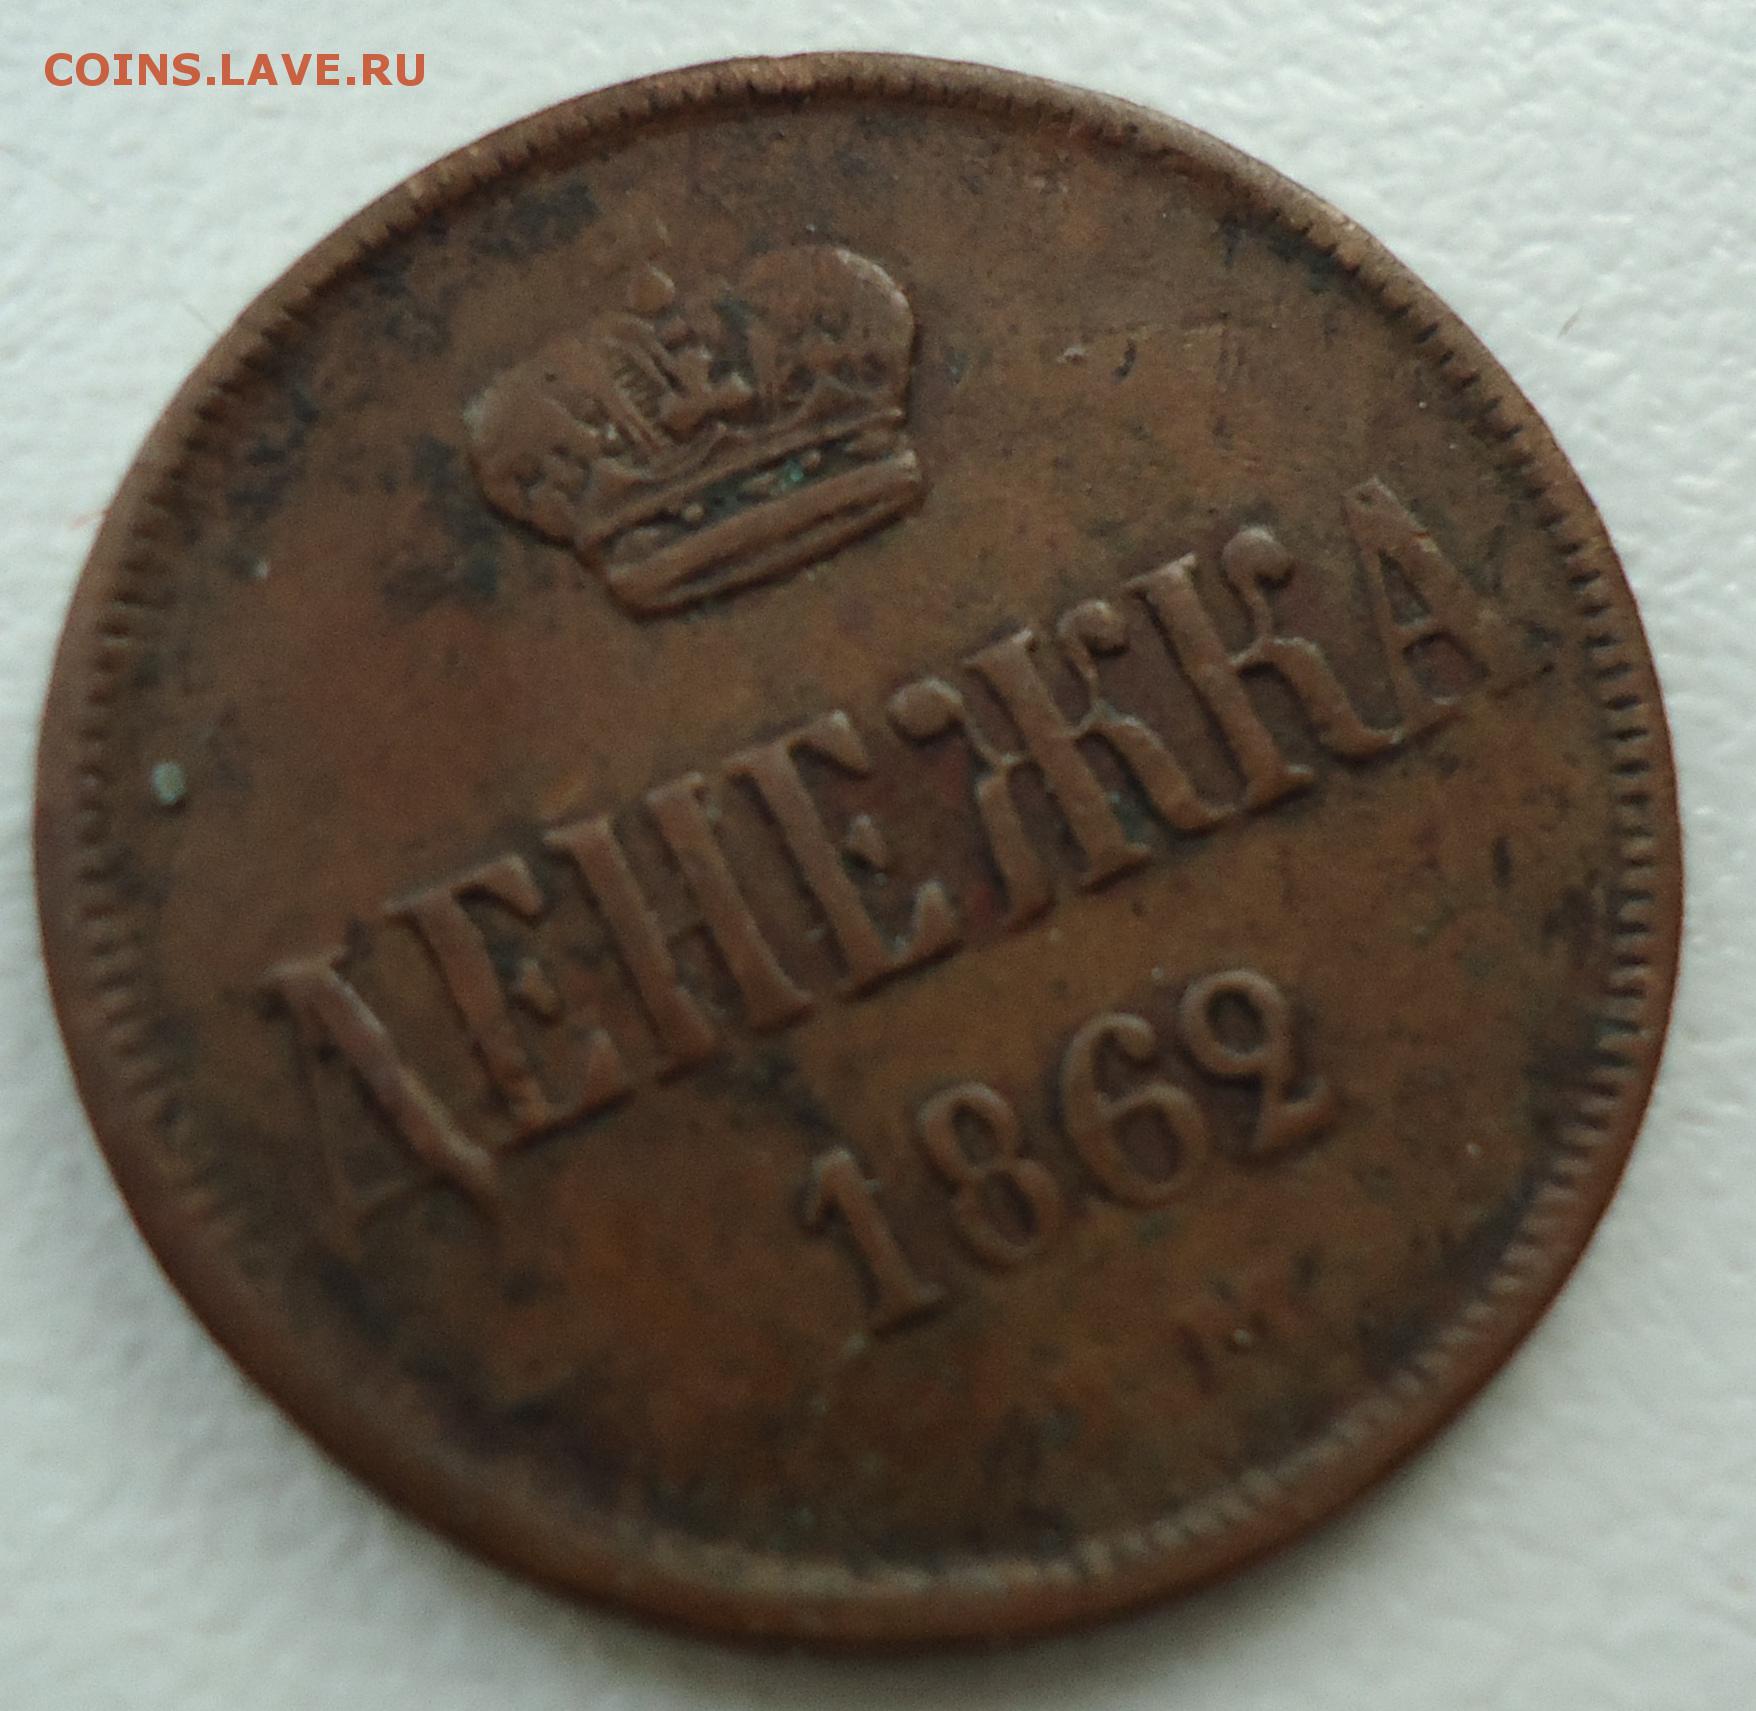 COINS.LAVE.RU
ДЕНЕЖКА
1862
М